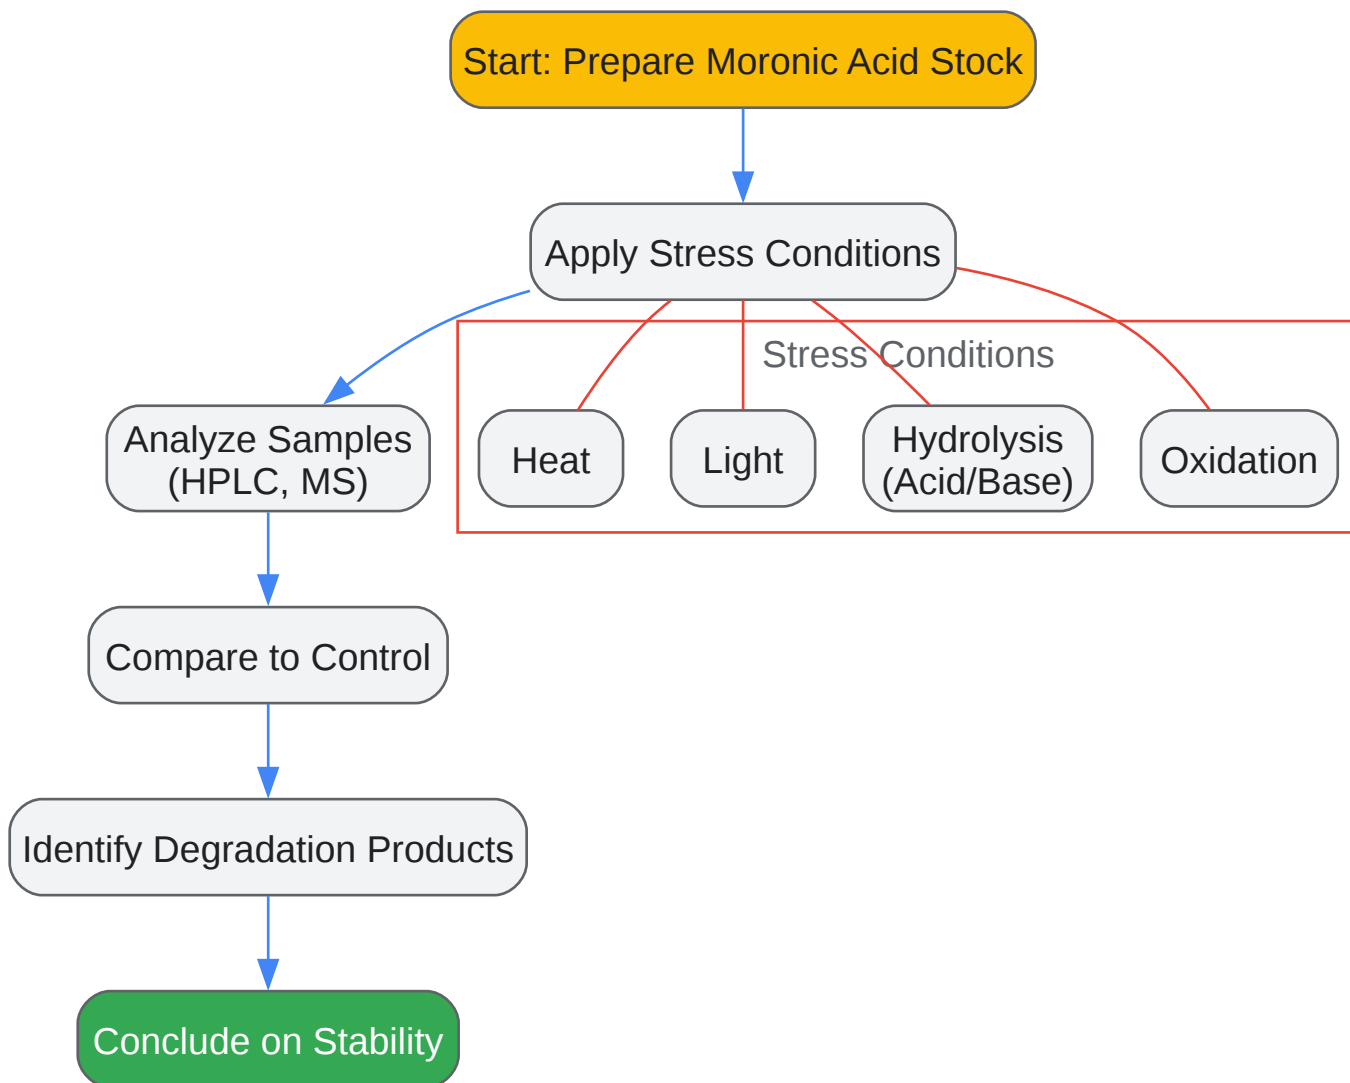 Start: Prepare Moronic Acid Stock
Apply Stress Conditions
Stress Conditions
Analyze Samples
(HPLC, MS)
Heat
Light
Hydrolysis
(Acid/Base)
Oxidation
Compare to Control
Identify Degradation Products
Conclude on Stability